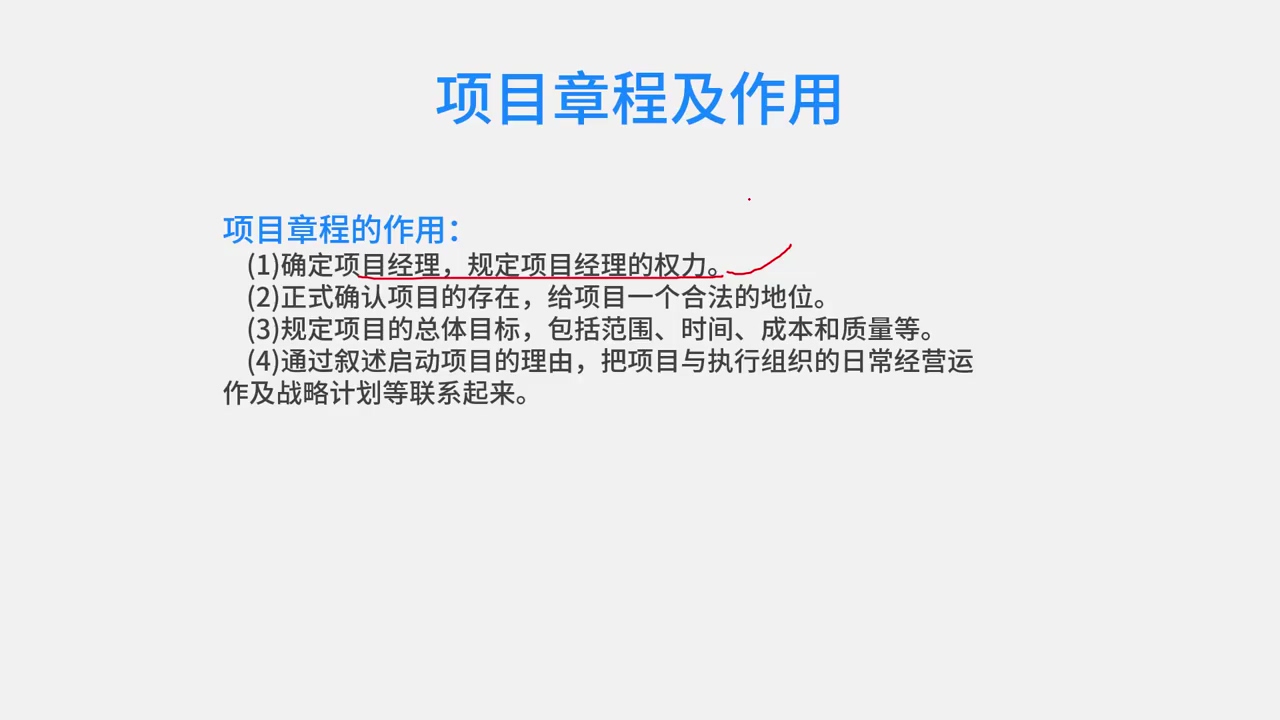 项目章程及作用
项目章程的作用：
(1)确定项目经理，规定项目经理的权力。
(2)正式确认项目的存在，给项目一个合法的地位。
(3)规定项目的总体目标，包括范围、时间、成本和质量等。
(4)通过叙述启动项目的理由，把项目与执行组织的日常经营运
作及战略计划等联系起来。